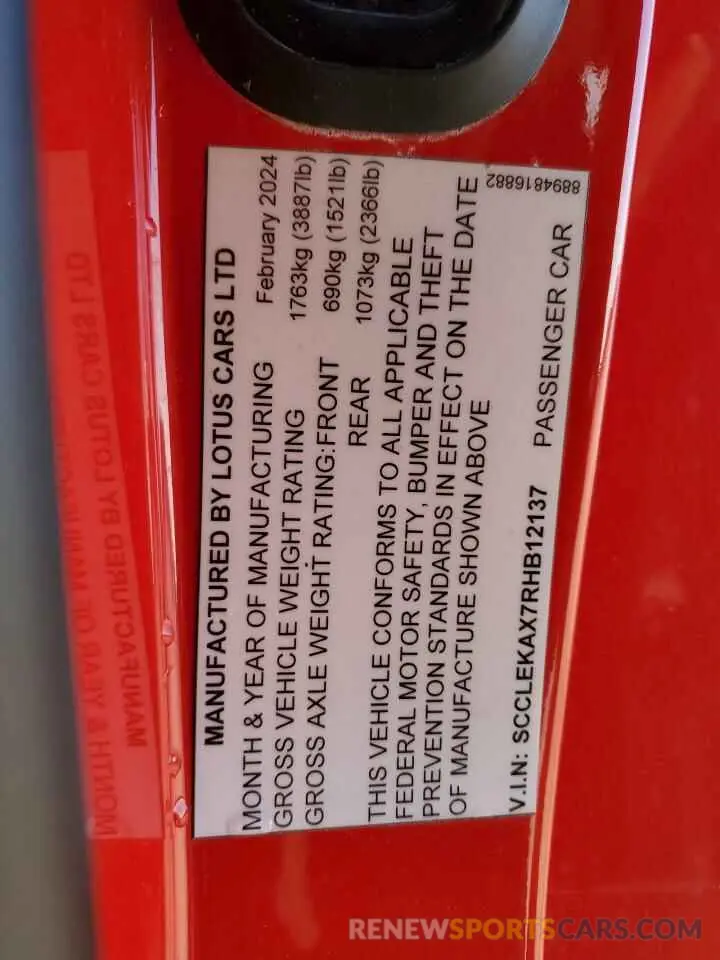 MANUFACTURED BY LOTUS CARS LTD
MONTH & YEAR OF MANUFACTURING February 2024
GROSS VEHICLE WEIGHT RATING 1763kg (3887lb)
GROSS AXLE WEIGHT RATING: FRONT 690kg (1521lb)
REAR 1073kg (2366lb)
THIS VEHICLE CONFORMS TO ALL APPLICABLE
FEDERAL MOTOR SAFETY, BUMPER AND THEFT
PREVENTION STANDARDS IN EFFECT ON THE DATE
OF MANUFACTURE SHOWN ABOVE
V.I.N: SCCLEKAX7RHB12137 PASSENGER CAR
8894816882
MANUFACTURED BY LOTUS CARS LTD
MONTH & YEAR OF
RENEWSPORTSCARS.COM